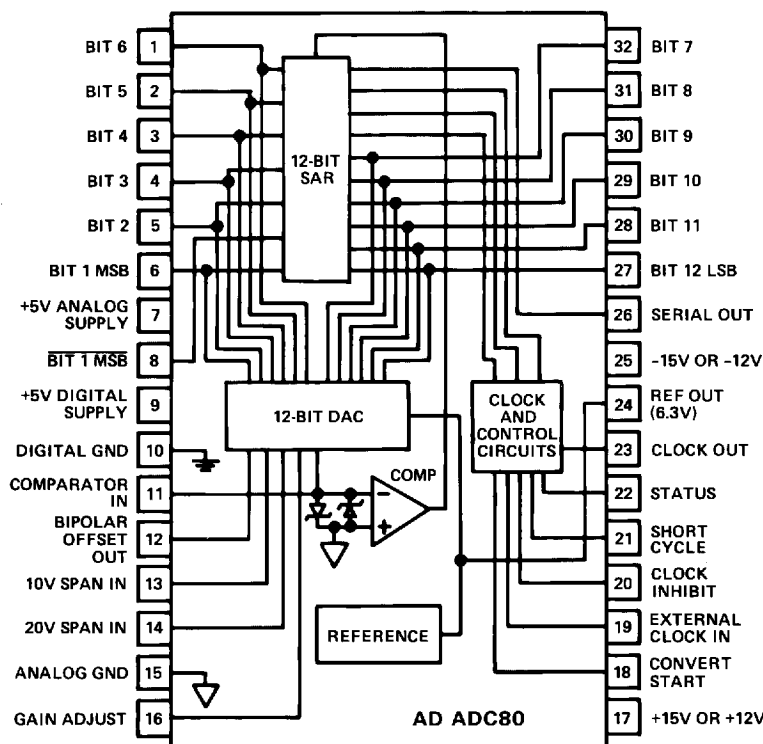 BIT 6 1
BIT 5 2
BIT 4 3
BIT 3 4
BIT 2 5
BIT 1 MSB 6
+5V ANALOG
SUPPLY 7
BIT 1 MSB 8
+5V DIGITAL
SUPPLY 9
DIGITAL GND 10
COMPARATOR
IN 11
BIPOLAR
OFFSET
OUT 12
10V SPAN IN 13
20V SPAN IN 14
ANALOG GND 15
GAIN ADJUST 16
12-BIT
SAR
12-BIT DAC
COMP
−
+
REFERENCE
CLOCK
AND
CONTROL
CIRCUITS
AD ADC80
32 BIT 7
31 BIT 8
30 BIT 9
29 BIT 10
28 BIT 11
27 BIT 12 LSB
26 SERIAL OUT
25 -15V OR -12V
24 REF OUT
(6.3V)
23 CLOCK OUT
22 STATUS
21 SHORT
CYCLE
20 CLOCK
INHIBIT
19 EXTERNAL
CLOCK IN
18 CONVERT
START
17 +15V OR +12V